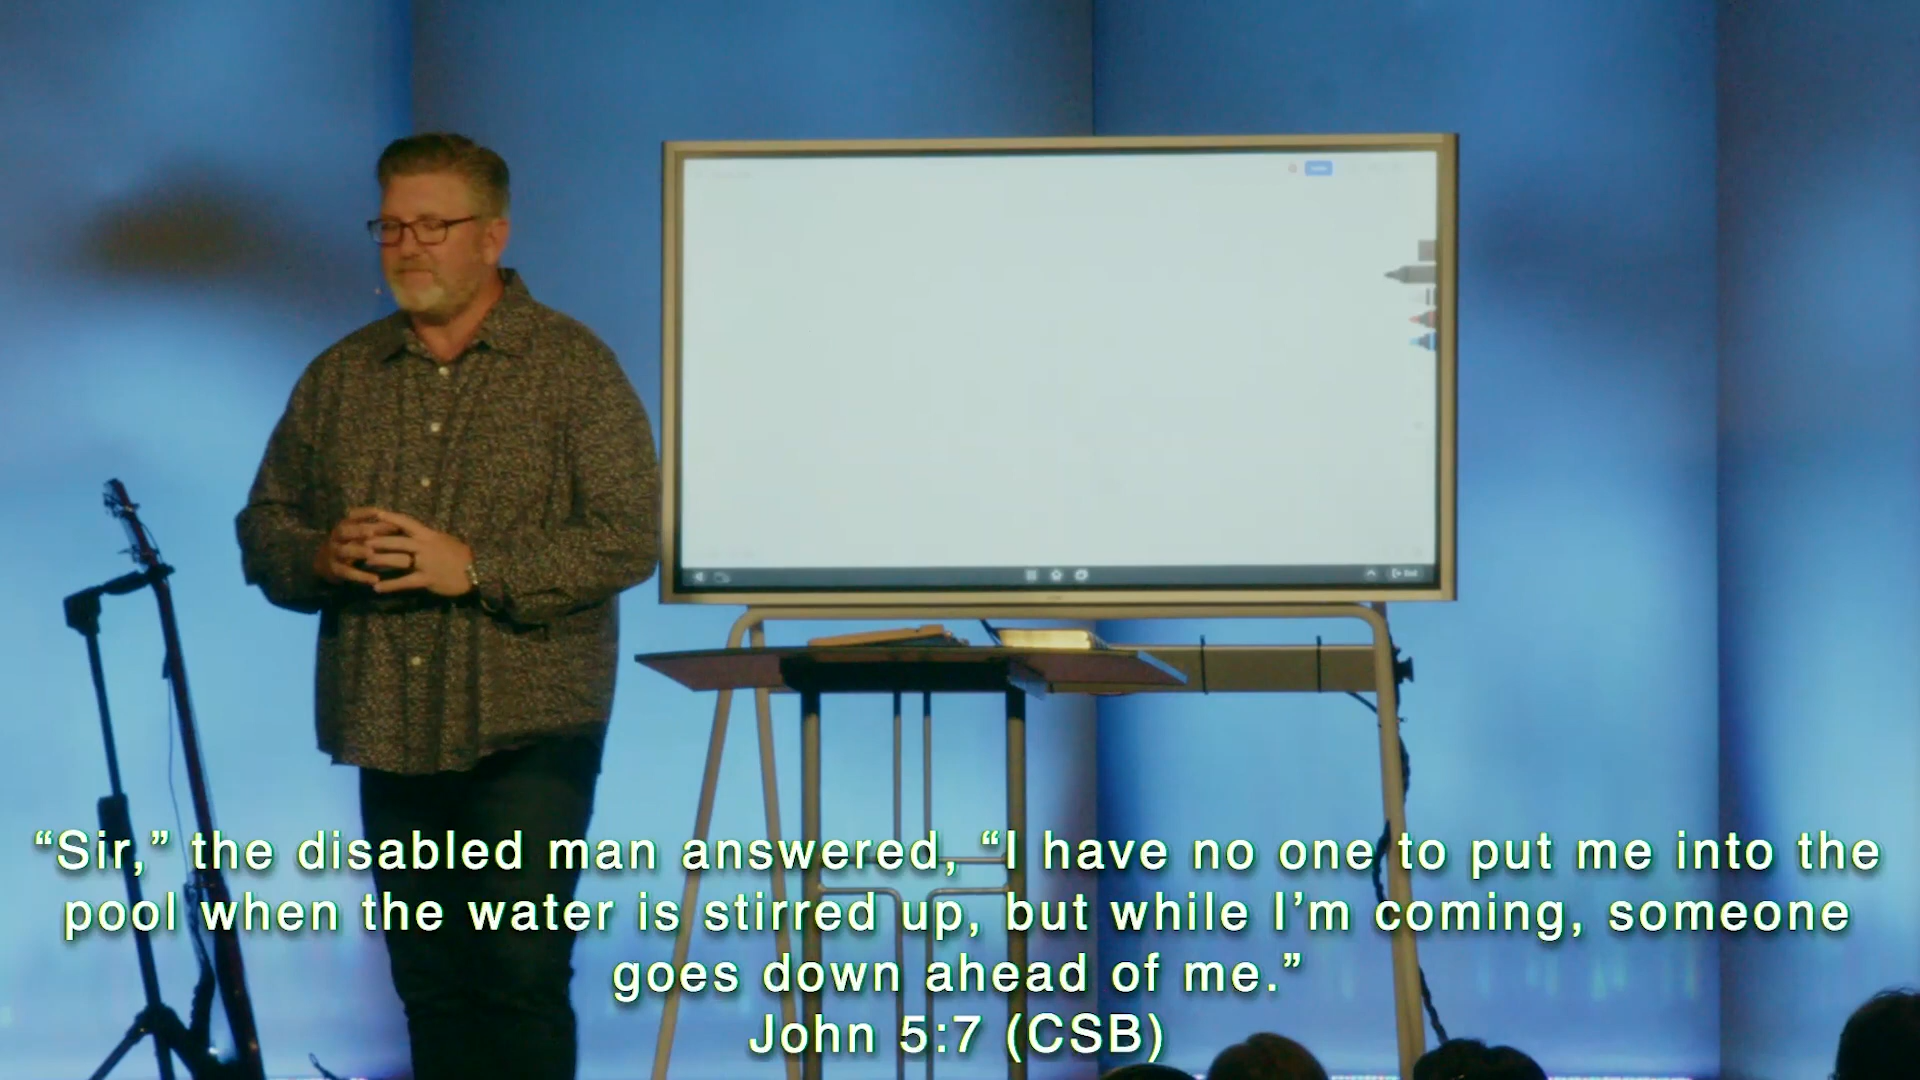 “Sir,” the disabled man answered, “I have no one to put me into the
pool when the water is stirred up, but while I’m coming, someone
goes down ahead of me.”
John 5:7 (CSB)